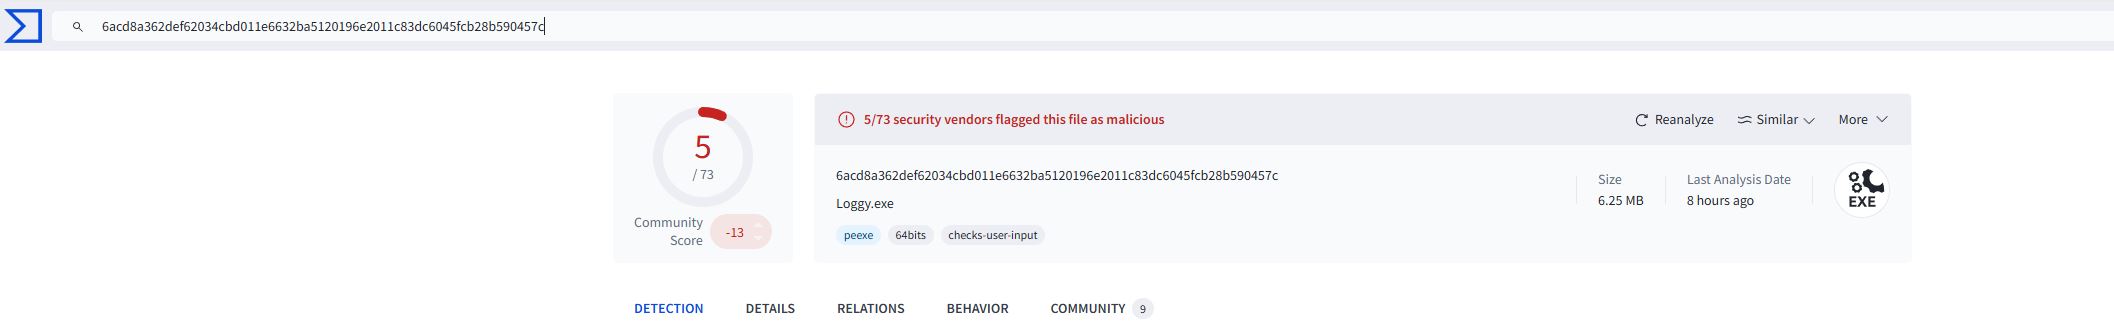 6acd8a362def62034cbd011e6632ba5120196e2011c83dc6045fcb28b590457c
5
/ 73
Community
Score
-13
5/73 security vendors flagged this file as malicious
Reanalyze
Similar
More
6acd8a362def62034cbd011e6632ba5120196e2011c83dc6045fcb28b590457c
Loggy.exe
peexe
64bits
checks-user-input
Size
6.25 MB
Last Analysis Date
8 hours ago
EXE
DETECTION
DETAILS
RELATIONS
BEHAVIOR
COMMUNITY 9